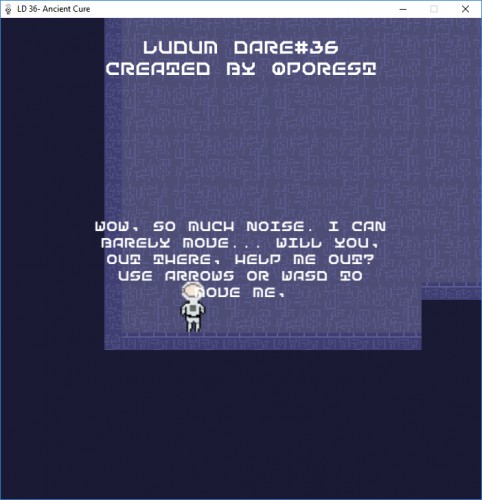 LD 36- Ancient Cure
LUDUM DARE#36
CREATED BY QPOREST
WOW, SO MUCH NOISE. I CAN
BARELY MOVE... WILL YOU,
OUT THERE, HELP ME OUT?
USE ARROWS OR WASD TO
MOVE ME,